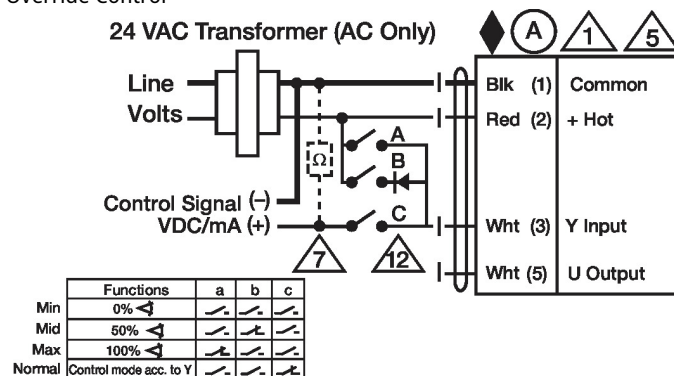 Override Control
24 VAC Transformer (AC Only)
A 1 5
Line
Volts
Blk (1) Common
Red (2) + Hot
A
B
Ω
Control Signal (-)
VDC/mA (+)
C
Wht (3) Y Input
7 12
Wht (5) U Output
Functions a b c
Min 0%
Mid 50%
Max 100%
Normal Control mode acc. to Y